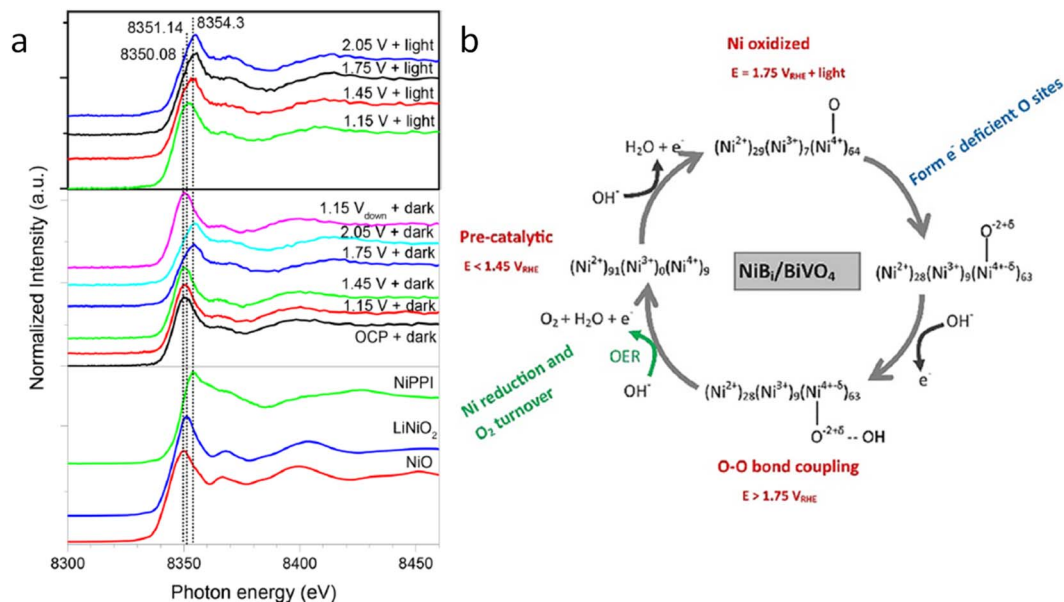 a
8351.14
8354.3
8350.08
2.05 V + light
1.75 V + light
1.45 V + light
1.15 V + light
1.15 V_down + dark
2.05 V + dark
1.75 V + dark
1.45 V + dark
1.15 V + dark
OCP + dark
NiPPI
LiNiO₂
NiO
Normalized Intensity (a.u.)
8300
8350
8400
8450
Photon energy (eV)
b
Ni oxidized
E = 1.75 V_RHE + light
O
(Ni²⁺)₂₉(Ni³⁺)₇(Ni⁴⁺)₆₄
Form e⁻ deficient O sites
H₂O + e⁻
OH⁻
Pre-catalytic
E < 1.45 V_RHE
(Ni²⁺)₉₁(Ni³⁺)₀(Ni⁴⁺)₉
NiBᵢ/BiVO₄
O⁻²⁺ᵟ
(Ni²⁺)₂₈(Ni³⁺)₉(Ni⁴⁺⁻ᵟ)₆₃
OH⁻
e⁻
O₂ + H₂O + e⁻
OER
OH⁻
Ni reduction and
O₂ turnover
(Ni²⁺)₂₈(Ni³⁺)₉(Ni⁴⁺⁻ᵟ)₆₃
O⁻²⁺ᵟ -- OH
O-O bond coupling
E > 1.75 V_RHE